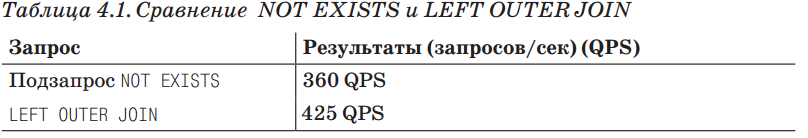 Таблица 4.1. Сравнение NOT EXISTS и LEFT OUTER JOIN
Запрос Результаты (запросов/сек) (QPS)
Подзапрос NOT EXISTS 360 QPS
LEFT OUTER JOIN 425 QPS